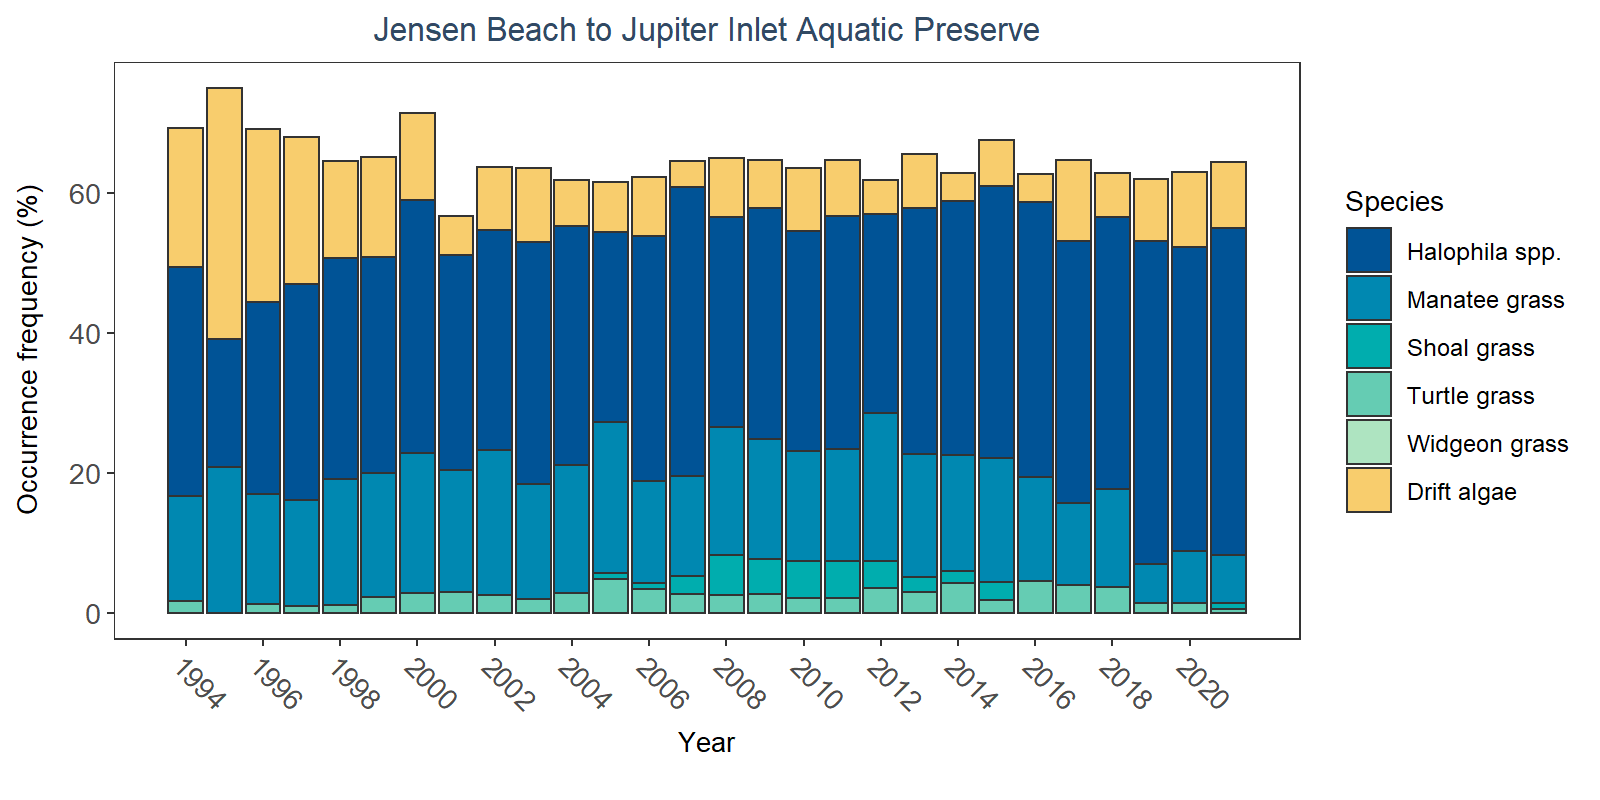 Jensen Beach to Jupiter Inlet Aquatic Preserve
Occurrence frequency (%)
60
40
20
0
1994
1996
1998
2000
2002
2004
2006
2008
2010
2012
2014
2016
2018
2020
Year
Species
Halophila spp.
Manatee grass
Shoal grass
Turtle grass
Widgeon grass
Drift algae